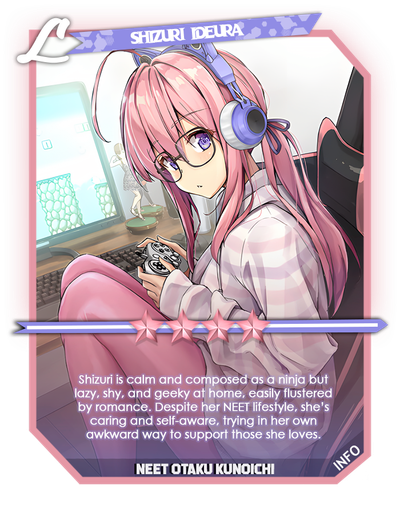 L
SHIZURI IDEURA
Shizuri is calm and composed as a ninja but
lazy, shy, and geeky at home, easily flustered
by romance. Despite her NEET lifestyle, she's
caring and self-aware, trying in her own
awkward way to support those she loves.
NEET OTAKU KUNOICHI
INFO